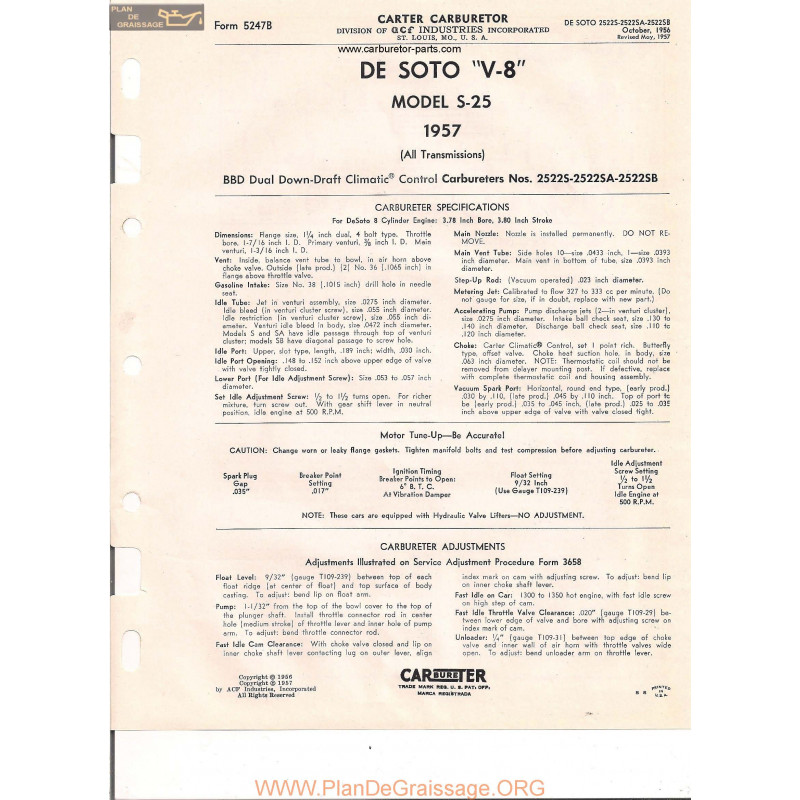 PLAN DE GRAISSAGE
Form 5247B
CARTER CARBURETOR
DIVISION OF acf INDUSTRIES INCORPORATED
ST. LOUIS, MO., U. S. A.
www.carburetor-parts.com
DE SOTO 2522S-2522SA-2522SB
October, 1956
Revised May, 1957
DE SOTO "V-8"
MODEL S-25
1957
(All Transmissions)
BBD Dual Down-Draft Climatic® Control Carbureters Nos. 2522S-2522SA-2522SB
CARBURETER SPECIFICATIONS
For DeSoto 8 Cylinder Engine: 3.78 Inch Bore, 3.80 Inch Stroke
Dimensions: Flange size, 1¼ inch dual, 4 bolt type. Throttle
bore, 1-7/16 inch I. D. Primary venturi, ⅜ inch I. D. Main
venturi, 1-3/16 inch I. D.
Vent: Inside, balance vent tube to bowl, in air horn above
choke valve. Outside (late prod.) (2) No. 36 (.1065 inch) in
flange above throttle valve.
Gasoline Intake: Size No. 38 (.1015 inch) drill hole in needle
seat.
Idle Tube: Jet in venturi assembly, size .0275 inch diameter.
Idle bleed (in venturi cluster screw), size .055 inch diameter.
Idle restriction (in venturi cluster screw), size .055 inch di-
ameter. Venturi idle bleed in body, size .0472 inch diameter.
Models S and SA have idle passage through top of venturi
cluster; models SB have diagonal passage to screw hole.
Idle Port: Upper, slot type, length, .189 inch; width, .030 inch.
Idle Port Opening: .148 to .152 inch above upper edge of valve
with valve tightly closed.
Lower Port (For Idle Adjustment Screw): Size .053 to .057 inch
diameter.
Set Idle Adjustment Screw: ½ to 1½ turns open. For richer
mixture, turn screw out. With gear shift lever in neutral
position, idle engine at 500 R.P.M.
Main Nozzle: Nozzle is installed permanently. DO NOT RE-
MOVE.
Main Vent Tube: Side holes 10—size .0433 inch, 1—size .0393
inch diameter. Main vent in bottom of tube, size .0393 inch
diameter.
Step-Up Rod: (Vacuum operated) .023 inch diameter.
Metering Jet: Calibrated to flow 327 to 333 cc per minute. (Do
not gauge for size, if in doubt, replace with new part.)
Accelerating Pump: Pump discharge jets (2—in venturi cluster),
size .0275 inch diameter. Intake ball check seat, size .130 to
.140 inch diameter. Discharge ball check seat, size .110 to
.120 inch diameter.
Choke: Carter Climatic® Control, set 1 point rich. Butterfly
type, offset valve. Choke heat suction hole, in body, size
.063 inch diameter. NOTE: Thermostatic coil should not be
removed from delayer mounting post. If defective, replace
with complete thermostatic coil and housing assembly.
Vacuum Spark Port: Horizontal, round end type, (early prod.)
.030 by .110, (late prod.) .045 by .110 inch. Top of port to
be (early prod.) .035 to .045 inch, (late prod.) .025 to .035
inch above upper edge of valve with valve closed tight.
Motor Tune-Up—Be Accurate!
CAUTION: Change worn or leaky flange gaskets. Tighten manifold bolts and test compression before adjusting carbureter.
Spark Plug
Gap
.035"
Breaker Point
Setting
.017"
Ignition Timing
Breaker Points to Open:
6° B. T. C.
At Vibration Damper
Float Setting
9/32 Inch
(Use Gauge T109-239)
Idle Adjustment
Screw Setting
½ to 1½
Turns Open
Idle Engine at
500 R.P.M.
NOTE: These cars are equipped with Hydraulic Valve Lifters—NO ADJUSTMENT.
CARBURETER ADJUSTMENTS
Adjustments Illustrated on Service Adjustment Procedure Form 3658
Float Level: 9/32" (gauge T109-239) between top of each
float ridge (at center of float) and top surface of body
casting. To adjust: bend lip on float arm.
Pump: 1-1/32" from the top of the bowl cover to the top of
the plunger shaft. Install throttle connector rod in center
hole (medium stroke) of throttle lever and inner hole of pump
arm. To adjust: bend throttle connector rod.
Fast Idle Cam Clearance: With choke valve closed and lip on
inner choke shaft lever contacting lug on outer lever, align
index mark on cam with adjusting screw. To adjust: bend lip
on inner choke shaft lever.
Fast Idle on Car: 1300 to 1350 hot engine, with fast idle screw
on high step of cam.
Fast Idle Throttle Valve Clearance: .020" (gauge T109-29) be-
tween lower edge of valve and bore with adjusting screw on
index mark of cam.
Unloader: ¼" (gauge T109-31) between top edge of choke
valve and inner wall of air horn with throttle valves wide
open. To adjust: bend unloader arm on throttle lever.
Copyright © 1956
Copyright © 1957
by ACF Industries, Incorporated
All Rights Reserved
CARBURETER
TRADE MARK REG. U. S. PAT. OFF.
MARCA REGISTRADA
PRINTED
IN
U.S.A.
www.PlanDeGraissage.ORG